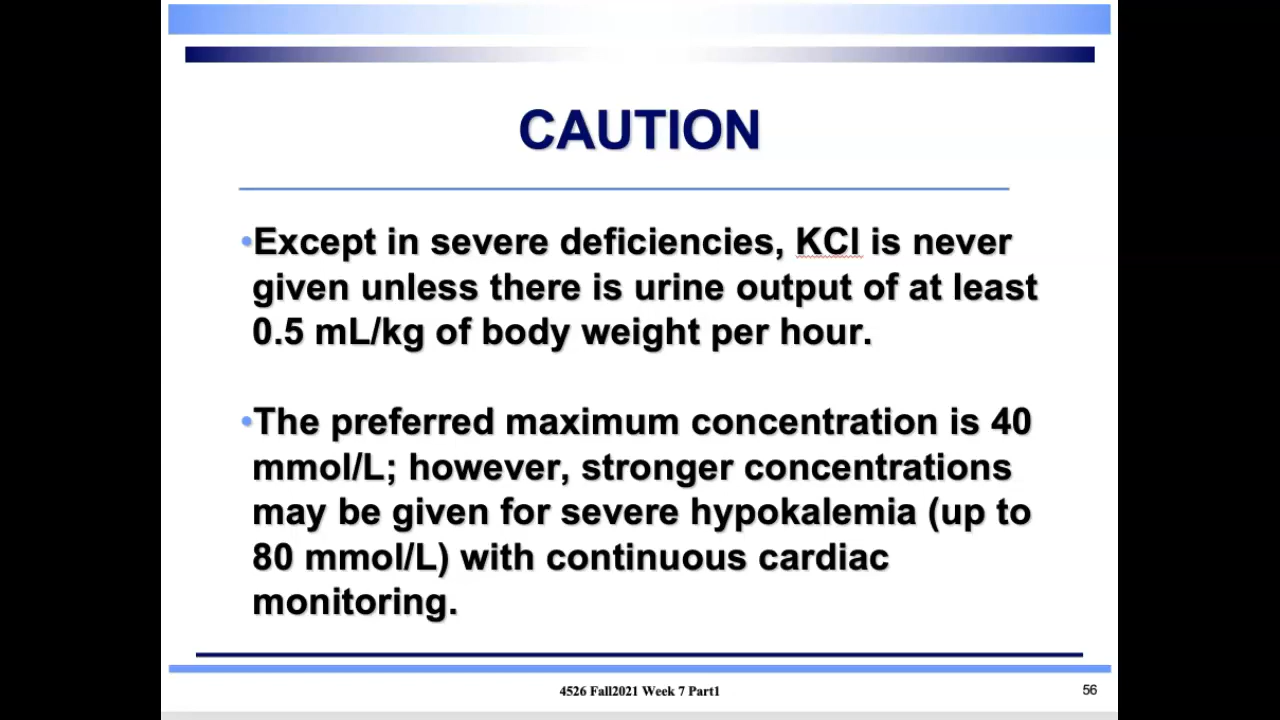 CAUTION
•Except in severe deficiencies, KCl is never
given unless there is urine output of at least
0.5 mL/kg of body weight per hour.
•The preferred maximum concentration is 40
mmol/L; however, stronger concentrations
may be given for severe hypokalemia (up to
80 mmol/L) with continuous cardiac
monitoring.
4526 Fall2021 Week 7 Part1
56